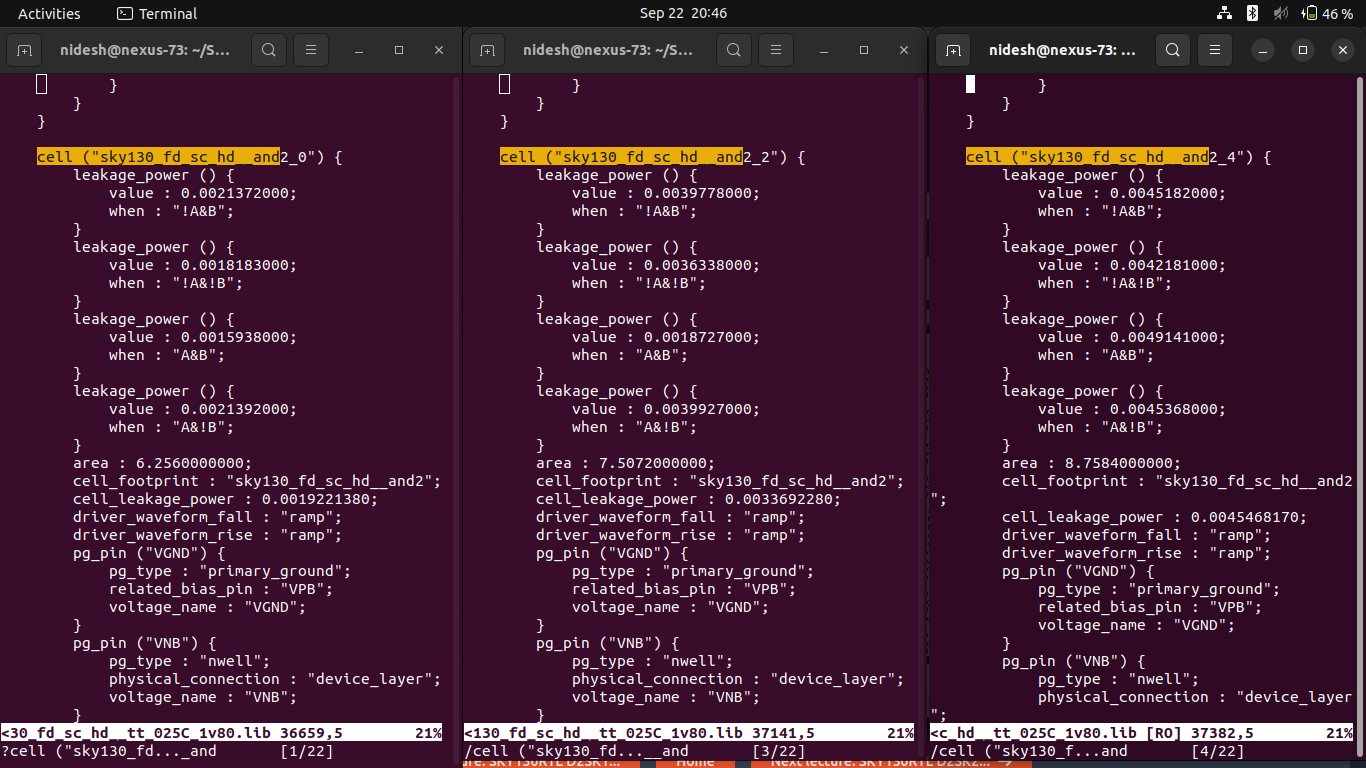 Activities Terminal Sep 22 20:46 46 %
nidesh@nexus-73: ~/S...
}
}
}
cell ("sky130_fd_sc_hd__and2_0") {
leakage_power () {
value : 0.0021372000;
when : "!A&B";
}
leakage_power () {
value : 0.0018183000;
when : "!A&!B";
}
leakage_power () {
value : 0.0015938000;
when : "A&B";
}
leakage_power () {
value : 0.0021392000;
when : "A&!B";
}
area : 6.2560000000;
cell_footprint : "sky130_fd_sc_hd__and2";
cell_leakage_power : 0.0019221380;
driver_waveform_fall : "ramp";
driver_waveform_rise : "ramp";
pg_pin ("VGND") {
pg_type : "primary_ground";
related_bias_pin : "VPB";
voltage_name : "VGND";
}
pg_pin ("VNB") {
pg_type : "nwell";
physical_connection : "device_layer";
voltage_name : "VNB";
}
<30_fd_sc_hd__tt_025C_1v80.lib 36659,5 21%
?cell ("sky130_fd..._and [1/22]
nidesh@nexus-73: ~/S...
}
}
}
cell ("sky130_fd_sc_hd__and2_2") {
leakage_power () {
value : 0.0039778000;
when : "!A&B";
}
leakage_power () {
value : 0.0036338000;
when : "!A&!B";
}
leakage_power () {
value : 0.0018727000;
when : "A&B";
}
leakage_power () {
value : 0.0039927000;
when : "A&!B";
}
area : 7.5072000000;
cell_footprint : "sky130_fd_sc_hd__and2";
cell_leakage_power : 0.0033692280;
driver_waveform_fall : "ramp";
driver_waveform_rise : "ramp";
pg_pin ("VGND") {
pg_type : "primary_ground";
related_bias_pin : "VPB";
voltage_name : "VGND";
}
pg_pin ("VNB") {
pg_type : "nwell";
physical_connection : "device_layer";
voltage_name : "VNB";
}
<130_fd_sc_hd__tt_025C_1v80.lib 37141,5 21%
/cell ("sky130_fd..._and [3/22]
nidesh@nexus-73: ...
}
}
}
cell ("sky130_fd_sc_hd__and2_4") {
leakage_power () {
value : 0.0045182000;
when : "!A&B";
}
leakage_power () {
value : 0.0042181000;
when : "!A&!B";
}
leakage_power () {
value : 0.0049141000;
when : "A&B";
}
leakage_power () {
value : 0.0045368000;
when : "A&!B";
}
area : 8.7584000000;
cell_footprint : "sky130_fd_sc_hd__and2
";
cell_leakage_power : 0.0045468170;
driver_waveform_fall : "ramp";
driver_waveform_rise : "ramp";
pg_pin ("VGND") {
pg_type : "primary_ground";
related_bias_pin : "VPB";
voltage_name : "VGND";
}
pg_pin ("VNB") {
pg_type : "nwell";
physical_connection : "device_layer
";
<c_hd__tt_025C_1v80.lib [RO] 37382,5 21%
/cell ("sky130_f...and [4/22]
Home
Next lecture: